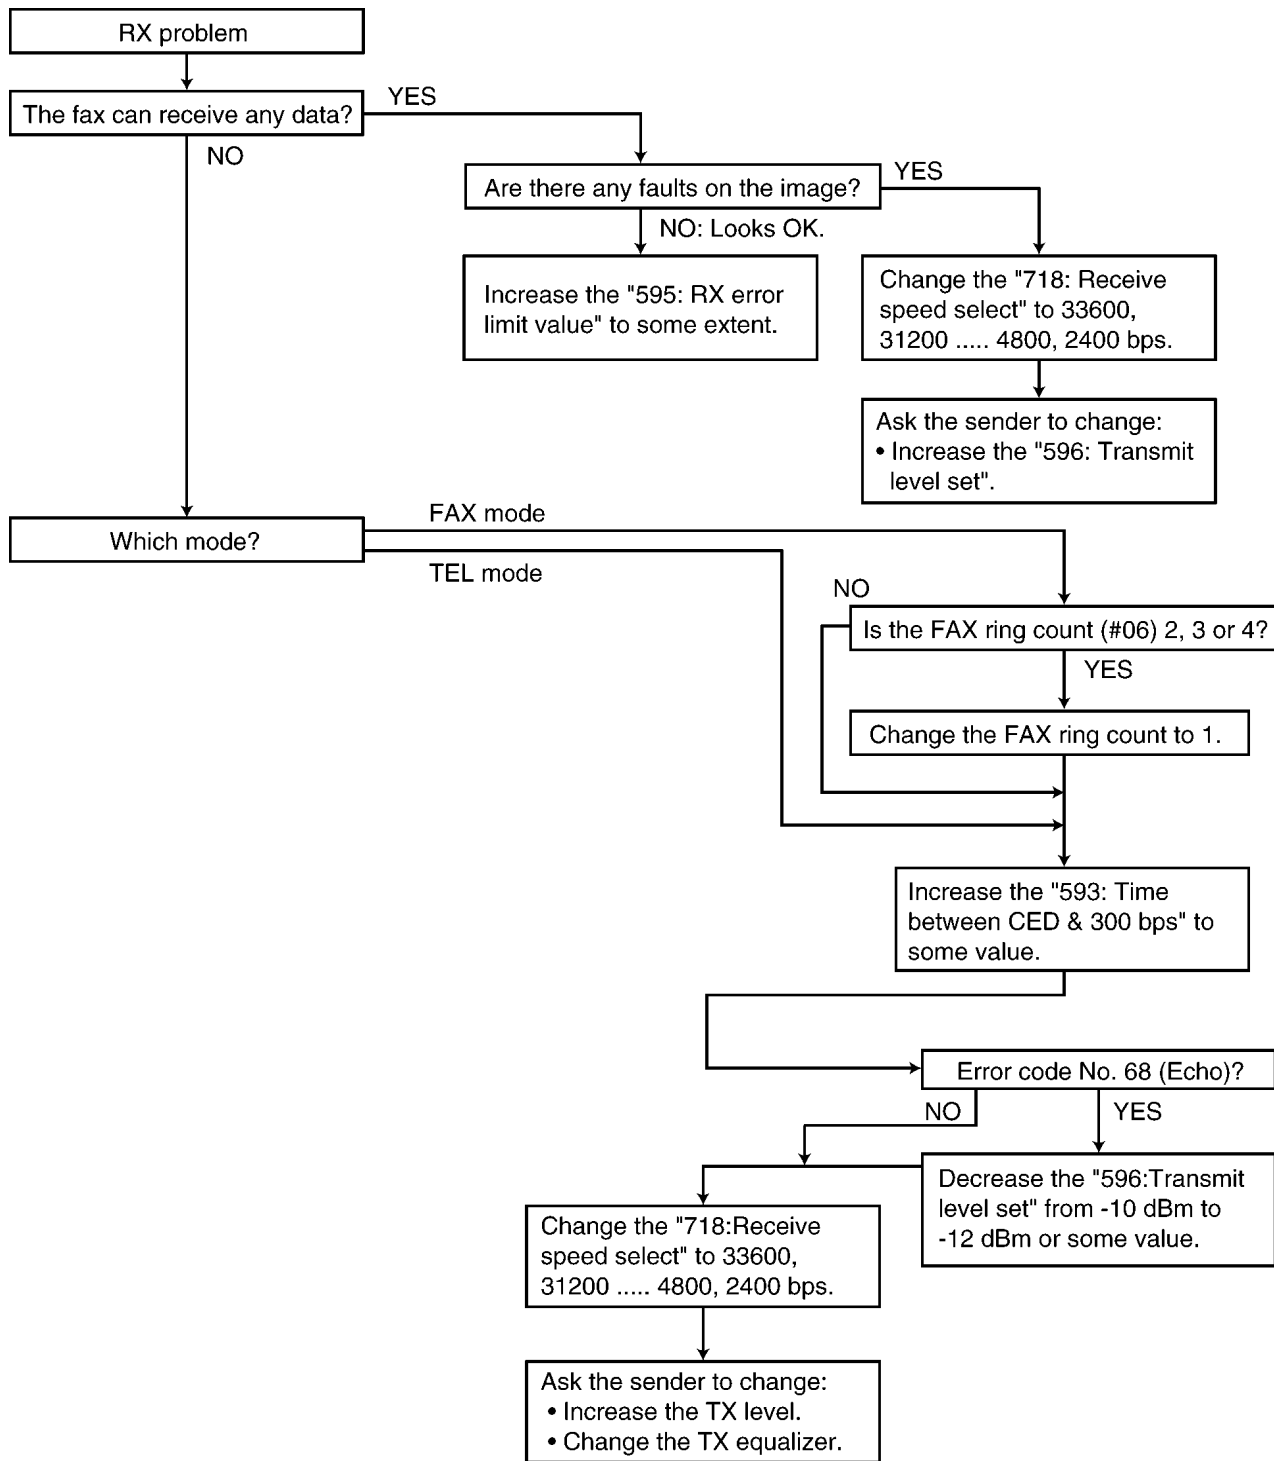 RX problem
The fax can receive any data?
YES
NO
Are there any faults on the image?
YES
NO: Looks OK.
Increase the "595: RX error
limit value" to some extent.
Change the "718: Receive
speed select" to 33600,
31200 ..... 4800, 2400 bps.
Ask the sender to change:
• Increase the "596: Transmit
level set".
Which mode?
FAX mode
TEL mode
NO
Is the FAX ring count (#06) 2, 3 or 4?
YES
Change the FAX ring count to 1.
Increase the "593: Time
between CED & 300 bps" to
some value.
Error code No. 68 (Echo)?
NO
YES
Decrease the "596:Transmit
level set" from -10 dBm to
-12 dBm or some value.
Change the "718:Receive
speed select" to 33600,
31200 ..... 4800, 2400 bps.
Ask the sender to change:
• Increase the TX level.
• Change the TX equalizer.